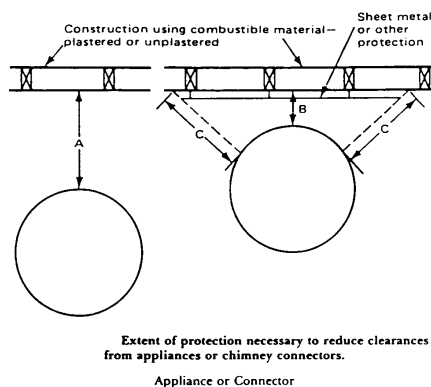 Construction using combustible material—
plastered or unplastered
Sheet metal
or other
protection
A
B
C
C
Extent of protection necessary to reduce clearances
from appliances or chimney connectors.
Appliance or Connector